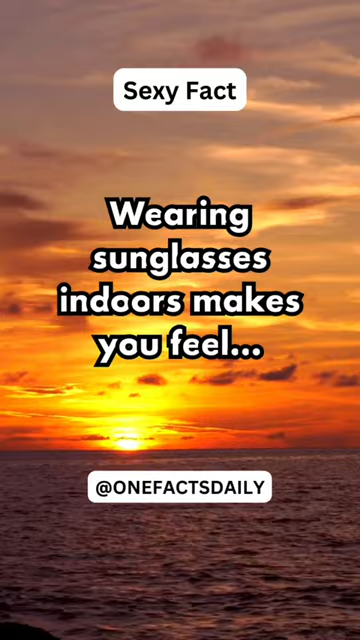 Sexy Fact
Wearing
sunglasses
indoors makes
you feel...
@ONEFACTSDAILY